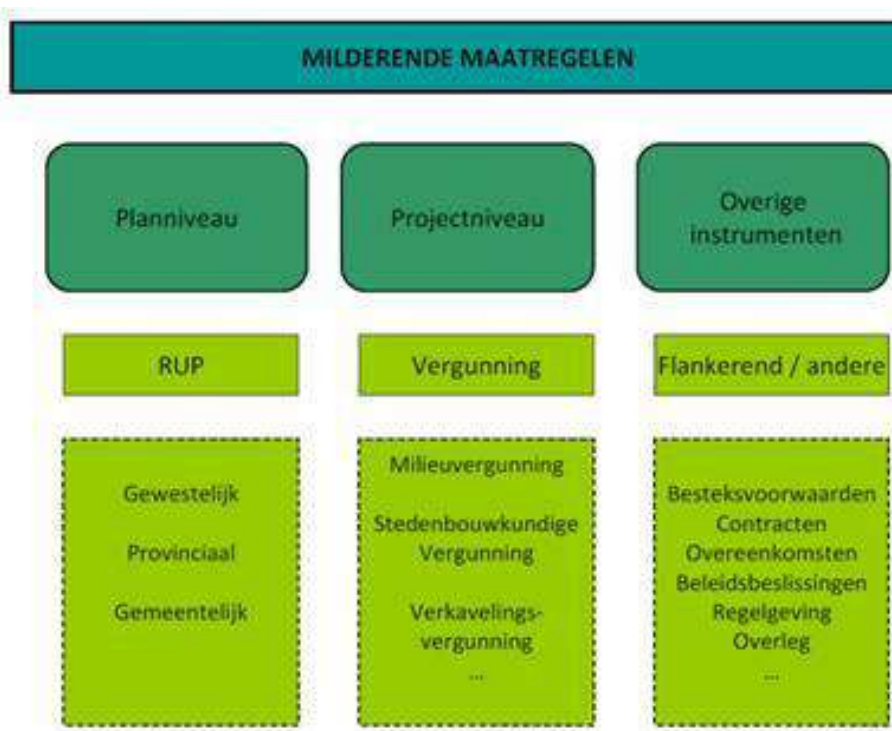 MILDERENDE MAATREGELEN
Planniveau
Projectniveau
Overige
instrumenten
RUP
Vergunning
Flankerend / andere
Gewestelijk
Provinciaal
Gemeentelijk
Milieuvergunning
Stedenbouwkundige
Vergunning
Verkavelings-
vergunning
...
Besteksvoorwaarden
Contracten
Overeenkomsten
Beleidsbeslissingen
Regelgeving
Overleg
...